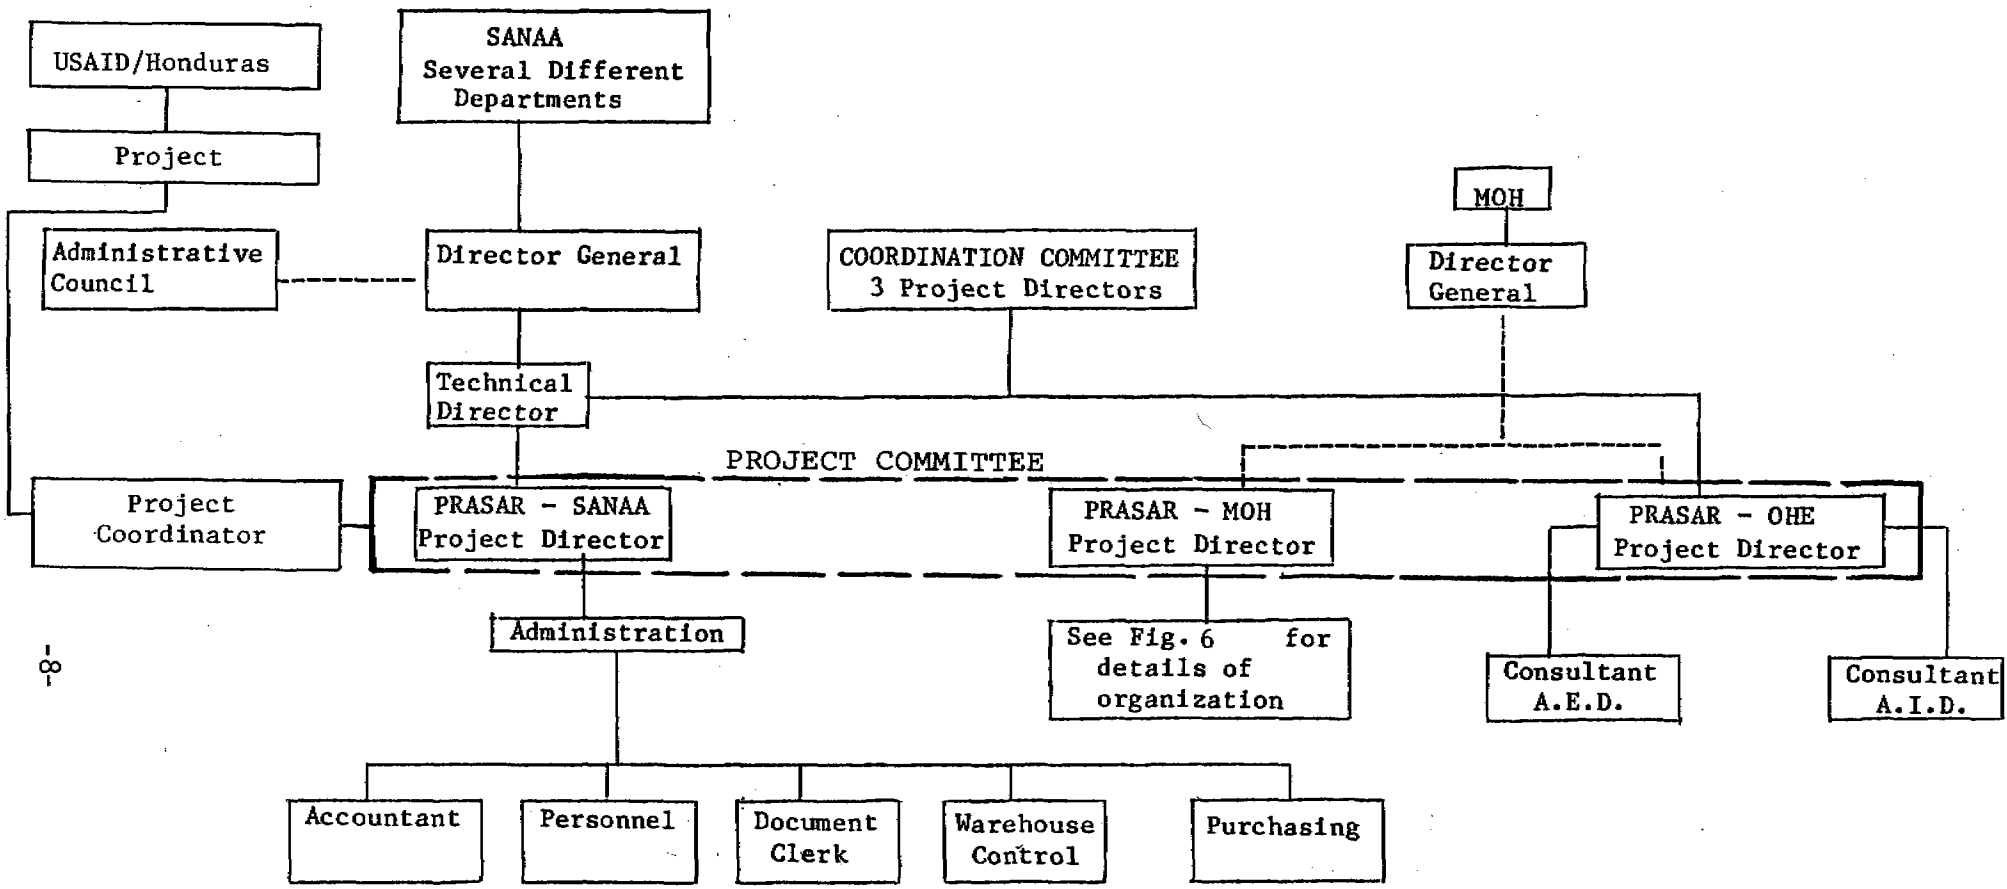 USAID/Honduras
Project
SANAA
Several Different
Departments
MOH
Administrative
Council
Director General
COORDINATION COMMITTEE
3 Project Directors
Director
General
Technical
Director
PROJECT COMMITTEE
Project
Coordinator
PRASAR - SANAA
Project Director
PRASAR - MOH
Project Director
PRASAR - OHE
Project Director
Administration
See Fig. 6 for
details of
organization
Consultant
A.E.D.
Consultant
A.I.D.
-8-
Accountant
Personnel
Document
Clerk
Warehouse
Control
Purchasing